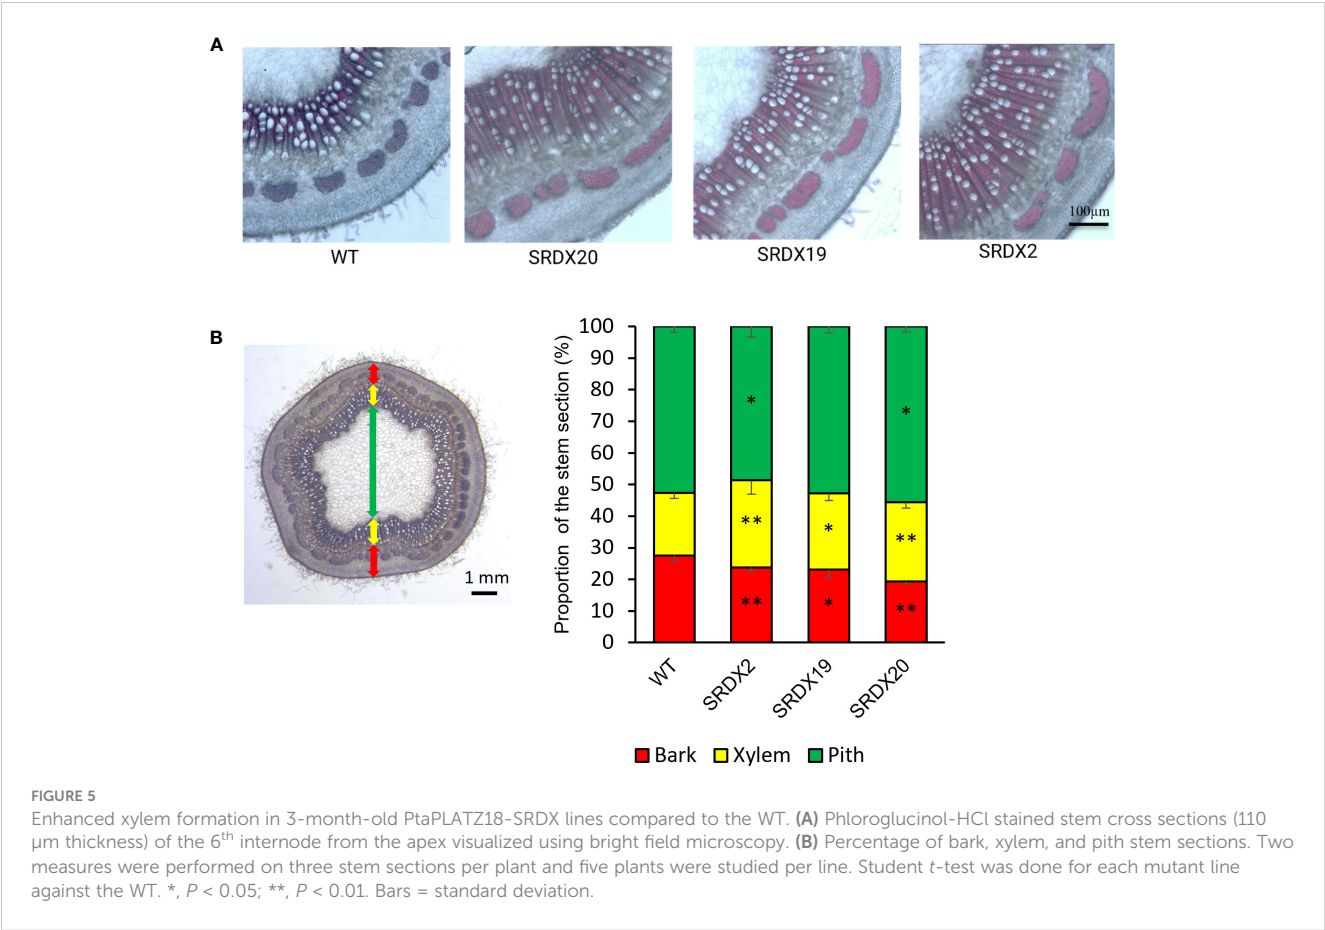 A
WT
SRDX20
SRDX19
SRDX2
100µm
B
1 mm
Proportion of the stem section (%)
100
90
80
70
60
50
40
30
20
10
0
*
*
**
*
**
**
*
**
WT
SRDX2
SRDX19
SRDX20
Bark
Xylem
Pith
FIGURE 5
Enhanced xylem formation in 3-month-old PtaPLATZ18-SRDX lines compared to the WT. (A) Phloroglucinol-HCl stained stem cross sections (110
µm thickness) of the 6th internode from the apex visualized using bright field microscopy. (B) Percentage of bark, xylem, and pith stem sections. Two
measures were performed on three stem sections per plant and five plants were studied per line. Student t-test was done for each mutant line
against the WT. *, P < 0.05; **, P < 0.01. Bars = standard deviation.